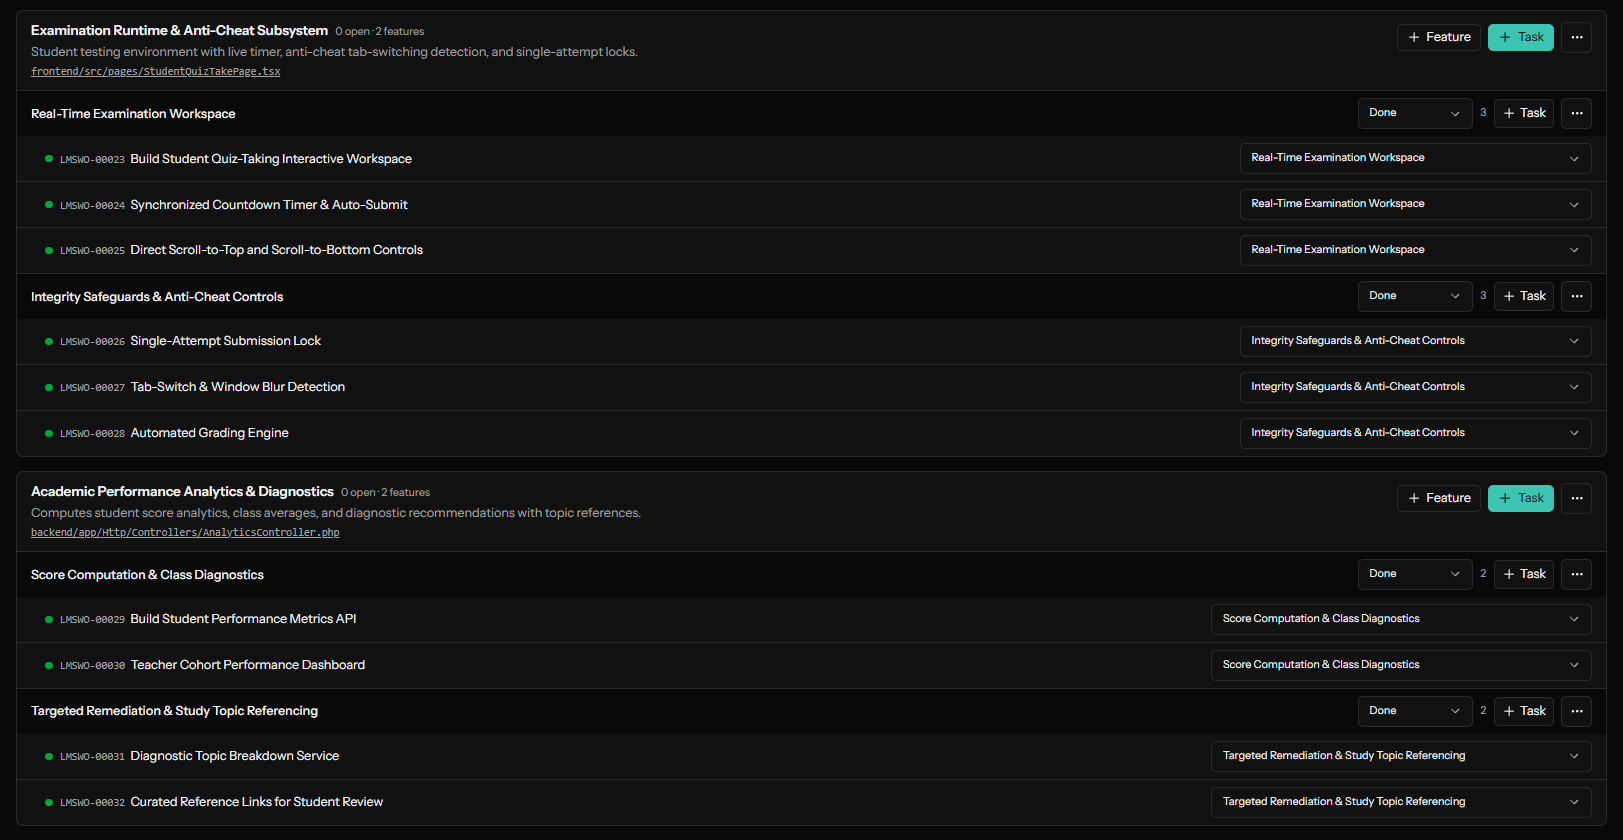 Examination Runtime & Anti-Cheat Subsystem 0 open · 2 features + Feature + Task ...
Student testing environment with live timer, anti-cheat tab-switching detection, and single-attempt locks.
frontend/src/pages/StudentQuizTakePage.tsx
Real-Time Examination Workspace Done 3 + Task ...
LMSWO-00023 Build Student Quiz-Taking Interactive Workspace Real-Time Examination Workspace
LMSWO-00024 Synchronized Countdown Timer & Auto-Submit Real-Time Examination Workspace
LMSWO-00025 Direct Scroll-to-Top and Scroll-to-Bottom Controls Real-Time Examination Workspace
Integrity Safeguards & Anti-Cheat Controls Done 3 + Task ...
LMSWO-00026 Single-Attempt Submission Lock Integrity Safeguards & Anti-Cheat Controls
LMSWO-00027 Tab-Switch & Window Blur Detection Integrity Safeguards & Anti-Cheat Controls
LMSWO-00028 Automated Grading Engine Integrity Safeguards & Anti-Cheat Controls
Academic Performance Analytics & Diagnostics 0 open · 2 features + Feature + Task ...
Computes student score analytics, class averages, and diagnostic recommendations with topic references.
backend/app/Http/Controllers/AnalyticsController.php
Score Computation & Class Diagnostics Done 2 + Task ...
LMSWO-00029 Build Student Performance Metrics API Score Computation & Class Diagnostics
LMSWO-00030 Teacher Cohort Performance Dashboard Score Computation & Class Diagnostics
Targeted Remediation & Study Topic Referencing Done 2 + Task ...
LMSWO-00031 Diagnostic Topic Breakdown Service Targeted Remediation & Study Topic Referencing
LMSWO-00032 Curated Reference Links for Student Review Targeted Remediation & Study Topic Referencing